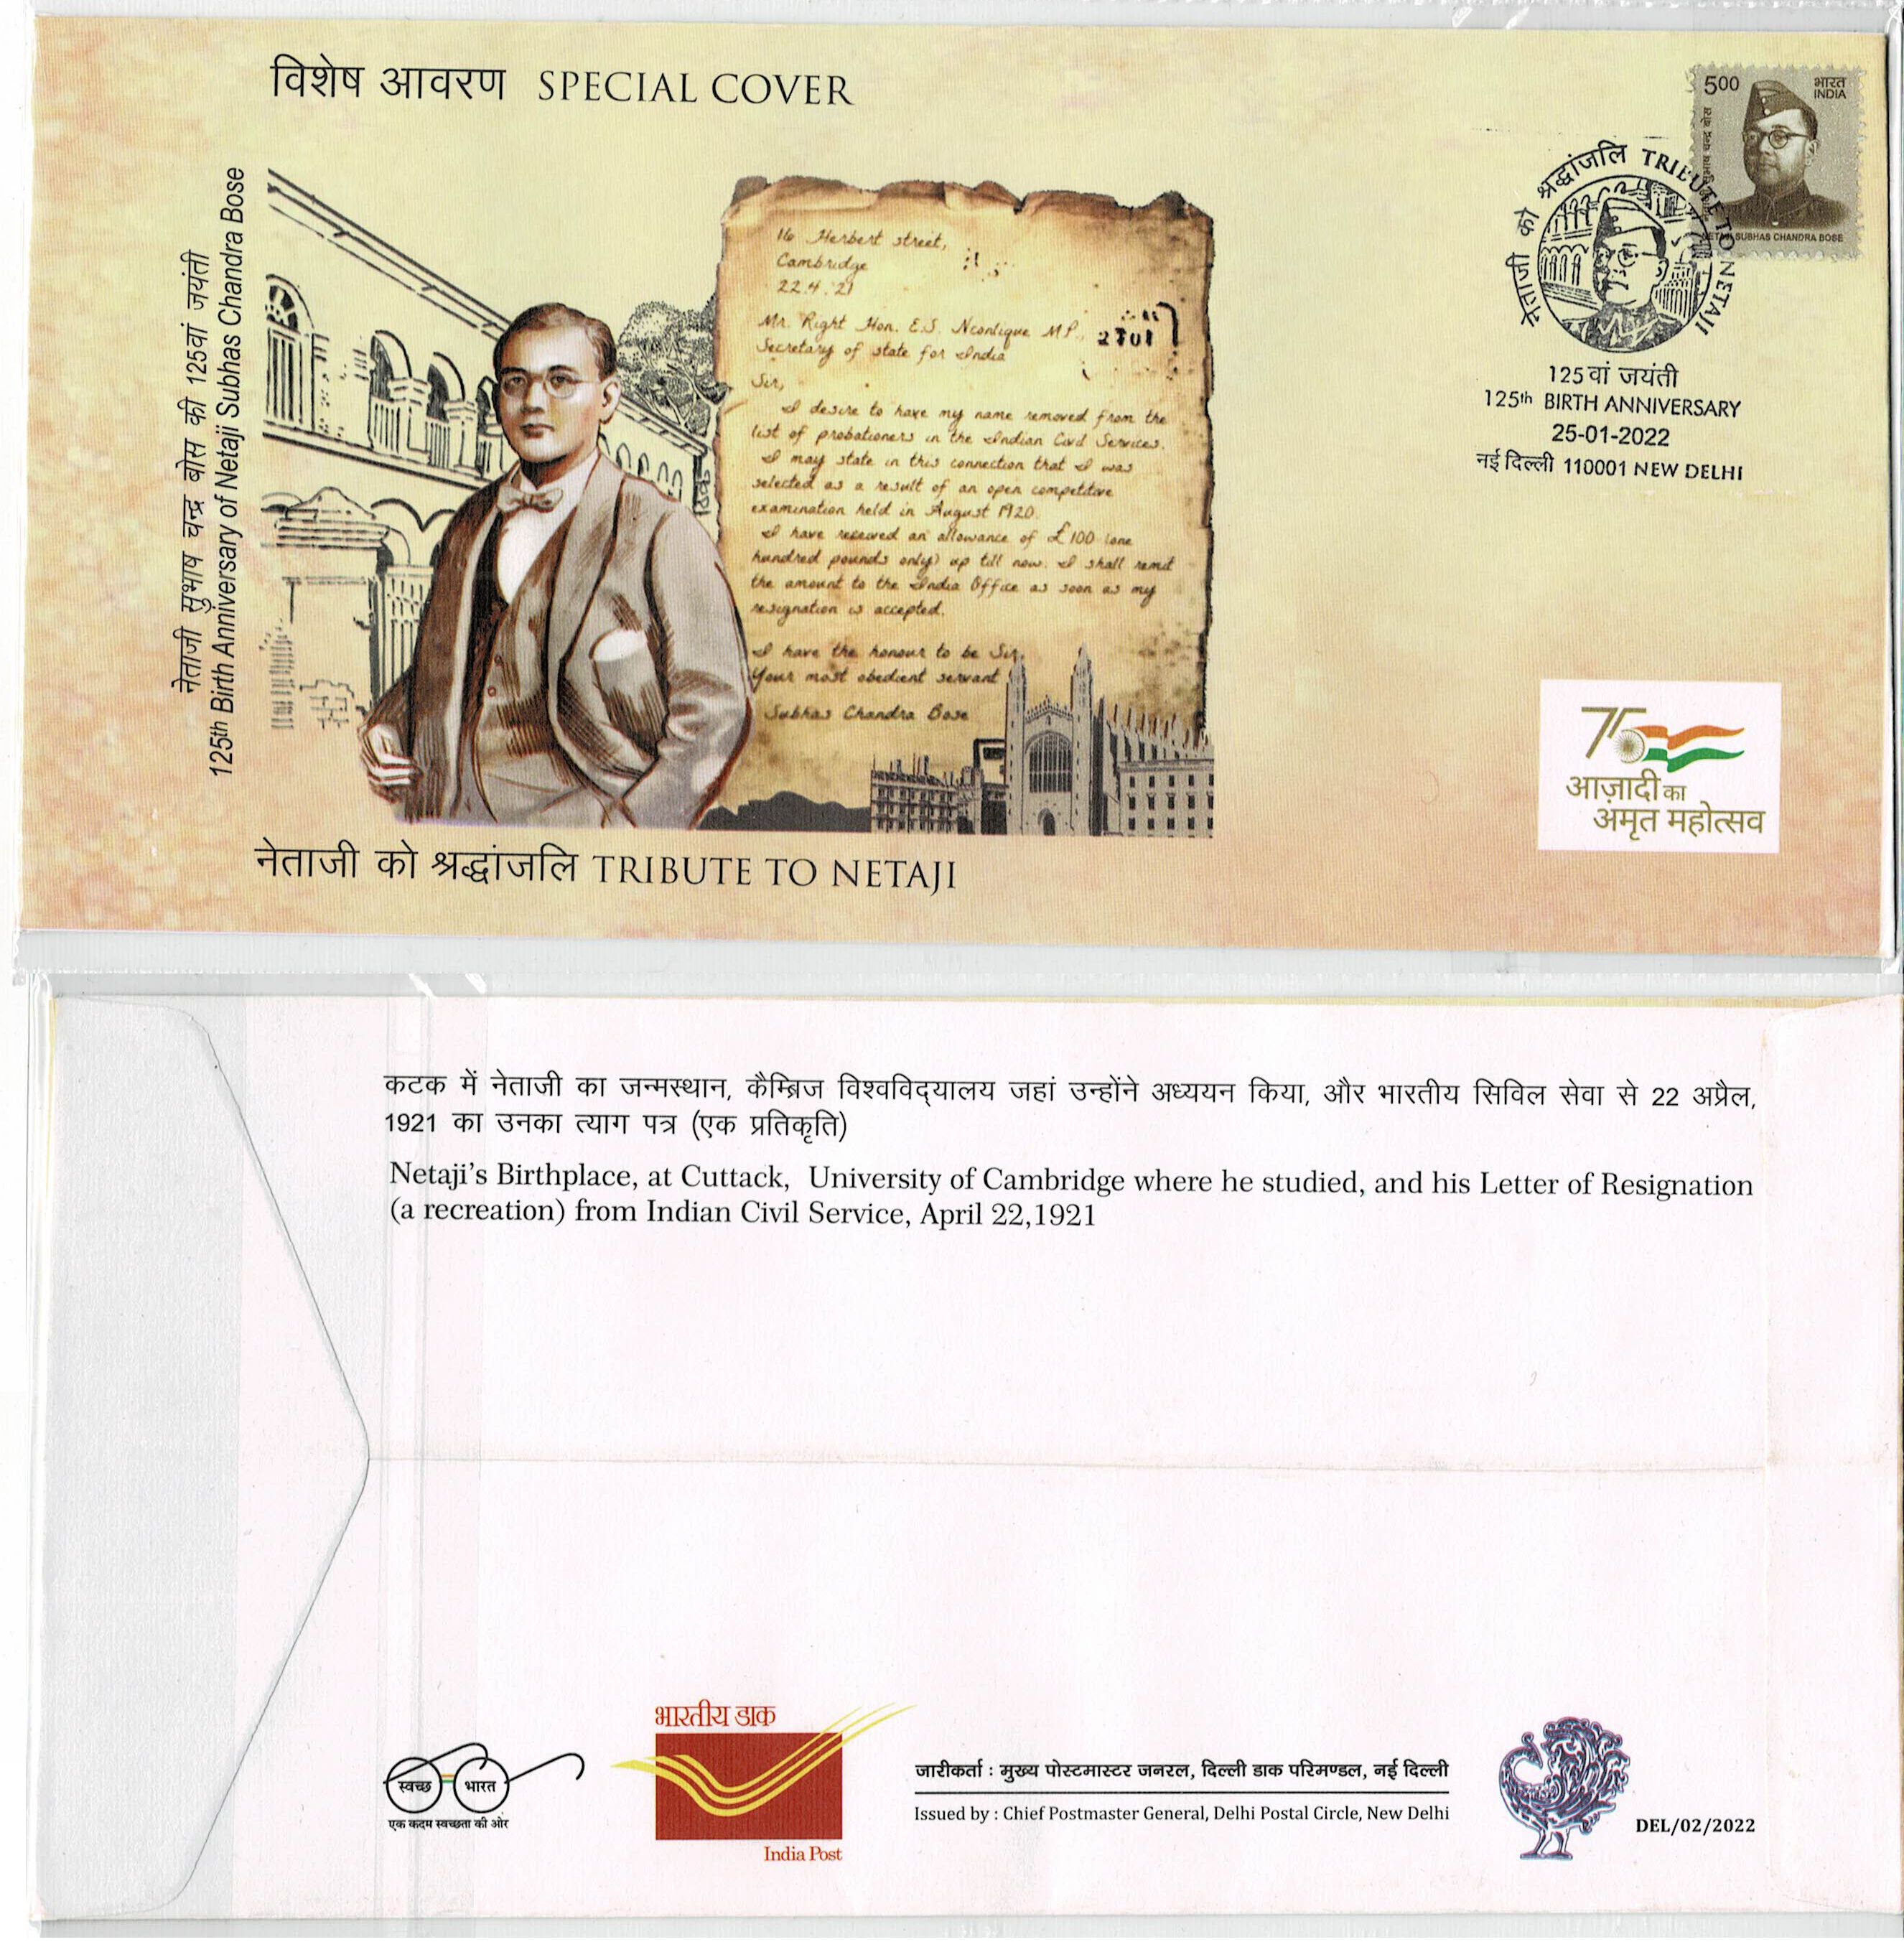 विशेष आवरण SPECIAL COVER
नेताजी सुभाष चन्द्र बोस की 125वां जयंती
125th Birth Anniversary of Netaji Subhas Chandra Bose
16 Herbert street,
Cambridge
22.4.'21
Mr. Right Hon. E.S. Nconlique M.P.,
2701
Secretary of state for India
Sir,
I desire to have my name removed from the
list of probationers in the Indian Civil Services.
I may state in this connection that I was
selected as a result of an open competitive
examination held in August 1920.
I have received an allowance of £100 (one
hundred pounds only) up till now. I shall remit
the amount to the India Office as soon as my
resignation is accepted.
I have the honour to be Sir,
Your most obedient servant
Subhas Chandra Bose
नेताजी को श्रद्धांजलि TRIBUTE TO NETAJI
5.00
भारत
INDIA
सुभाष चन्द्र बोस
NETAJI SUBHAS CHANDRA BOSE
नेताजी को श्रद्धांजलि TRIBUTE TO NETAJI
125वां जयंती
125th BIRTH ANNIVERSARY
25-01-2022
नई दिल्ली 110001 NEW DELHI
75
आज़ादी का
अमृत महोत्सव
कटक में नेताजी का जन्मस्थान, कैम्ब्रिज विश्वविद्यालय जहां उन्होंने अध्ययन किया, और भारतीय सिविल सेवा से 22 अप्रैल,
1921 का उनका त्याग पत्र (एक प्रतिकृति)
Netaji's Birthplace, at Cuttack, University of Cambridge where he studied, and his Letter of Resignation
(a recreation) from Indian Civil Service, April 22,1921
स्वच्छ भारत
एक कदम स्वच्छता की ओर
भारतीय डाक
India Post
जारीकर्ता : मुख्य पोस्टमास्टर जनरल, दिल्ली डाक परिमण्डल, नई दिल्ली
Issued by : Chief Postmaster General, Delhi Postal Circle, New Delhi
DEL/02/2022